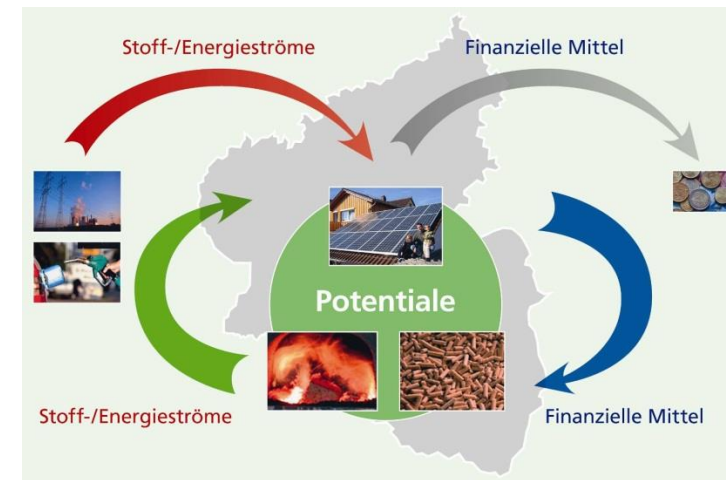 Stoff-/Energieströme
Finanzielle Mittel
Potentiale
Stoff-/Energieströme
Finanzielle Mittel